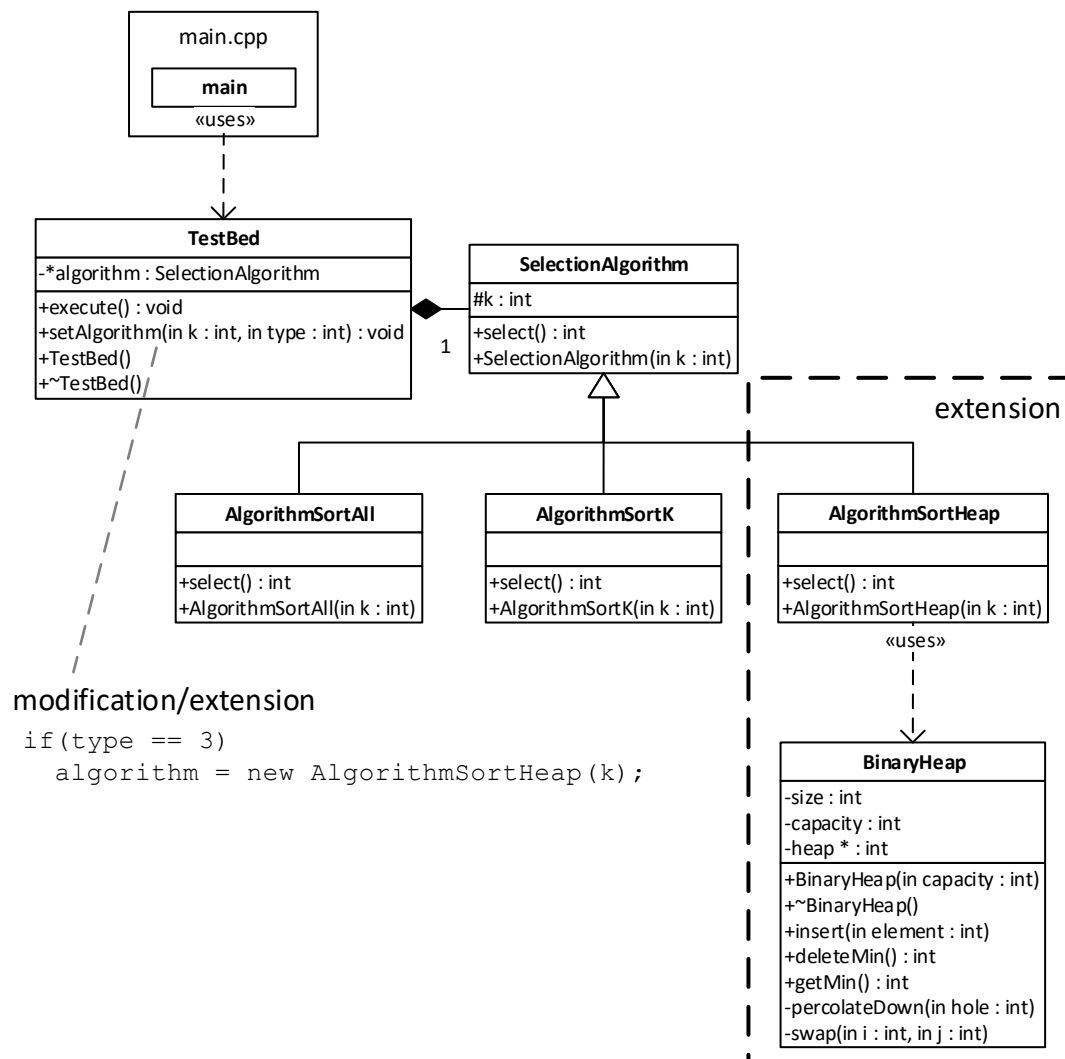 main.cpp
main
«uses»
TestBed
-*algorithm : SelectionAlgorithm
+execute() : void
+setAlgorithm(in k : int, in type : int) : void
+TestBed()
+~TestBed()
1
SelectionAlgorithm
#k : int
+select() : int
+SelectionAlgorithm(in k : int)
extension
AlgorithmSortAll
+select() : int
+AlgorithmSortAll(in k : int)
AlgorithmSortK
+select() : int
+AlgorithmSortK(in k : int)
AlgorithmSortHeap
+select() : int
+AlgorithmSortHeap(in k : int)
«uses»
modification/extension
if(type == 3)
algorithm = new AlgorithmSortHeap(k);
BinaryHeap
-size : int
-capacity : int
-heap * : int
+BinaryHeap(in capacity : int)
+~BinaryHeap()
+insert(in element : int)
+deleteMin() : int
+getMin() : int
-percolateDown(in hole : int)
-swap(in i : int, in j : int)